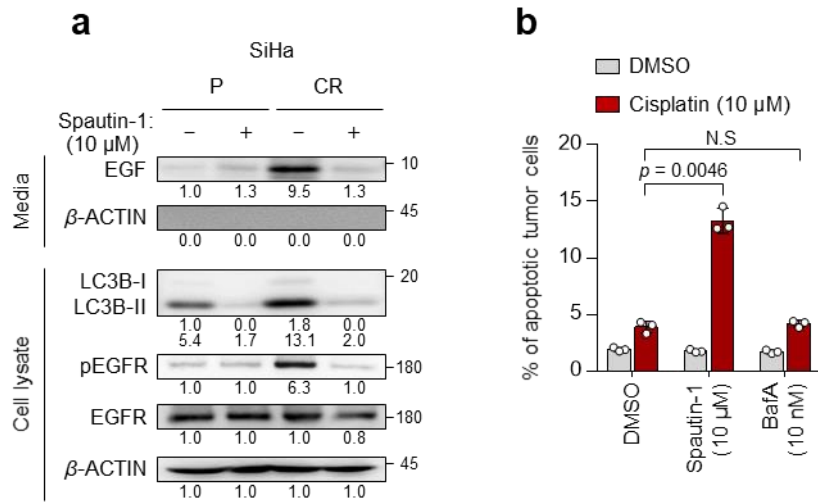 a
SiHa
P CR
Spautin-1: − + − +
(10 µM)
Media
EGF 10
1.0 1.3 9.5 1.3
β-ACTIN 45
0.0 0.0 0.0 0.0
Cell lysate
LC3B-I 20
LC3B-II
1.0 0.0 1.8 0.0
5.4 1.7 13.1 2.0
pEGFR 180
1.0 1.0 6.3 1.0
EGFR 180
1.0 1.0 1.0 0.8
β-ACTIN 45
1.0 1.0 1.0 1.0
b
DMSO
Cisplatin (10 µM)
N.S
p = 0.0046
% of apoptotic tumor cells
20
15
10
5
0
DMSO
Spautin-1
(10 µM)
BafA
(10 nM)